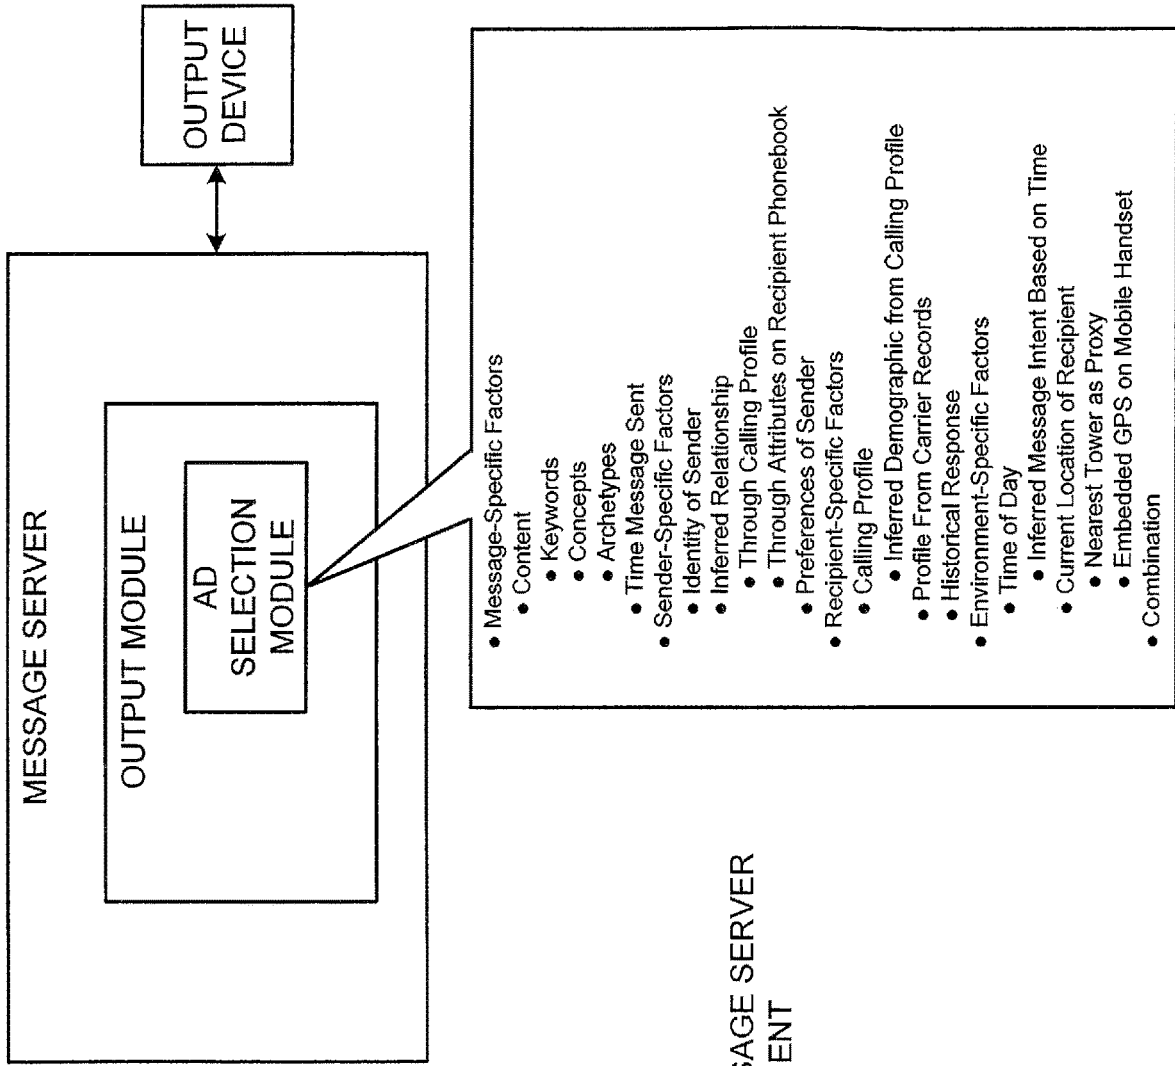 MESSAGE SERVER
OUTPUT MODULE
AD
SELECTION
MODULE
OUTPUT
DEVICE
• Message-Specific Factors
• Content
• Keywords
• Concepts
• Archetypes
• Time Message Sent
• Sender-Specific Factors
• Identity of Sender
• Inferred Relationship
• Through Calling Profile
• Through Attributes on Recipient Phonebook
• Preferences of Sender
• Recipient-Specific Factors
• Calling Profile
• Inferred Demographic from Calling Profile
• Profile From Carrier Records
• Historical Response
• Environment-Specific Factors
• Time of Day
• Inferred Message Intent Based on Time
• Current Location of Recipient
• Nearest Tower as Proxy
• Embedded GPS on Mobile Handset
• Combination
SAGE SERVER
ENT